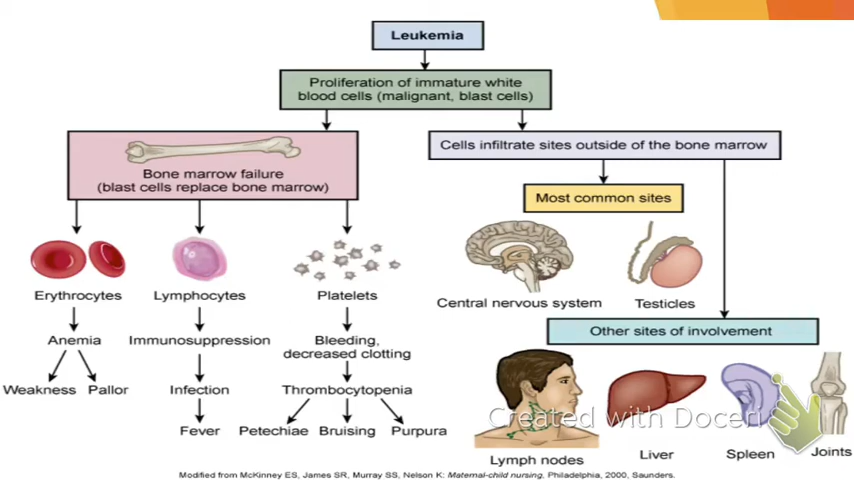 Leukemia
Proliferation of immature white
blood cells (malignant, blast cells)
Bone marrow failure
(blast cells replace bone marrow)
Cells infiltrate sites outside of the bone marrow
Most common sites
Erythrocytes
Lymphocytes
Platelets
Central nervous system
Testicles
Anemia
Immunosuppression
Bleeding,
decreased clotting
Other sites of involvement
Weakness
Pallor
Infection
Thrombocytopenia
Fever
Petechiae
Bruising
Purpura
Created with Doceri
Lymph nodes
Liver
Spleen
Joints
Modified from McKinney ES, James SR, Murray SS, Nelson K: Maternal-child nursing, Philadelphia, 2000, Saunders.